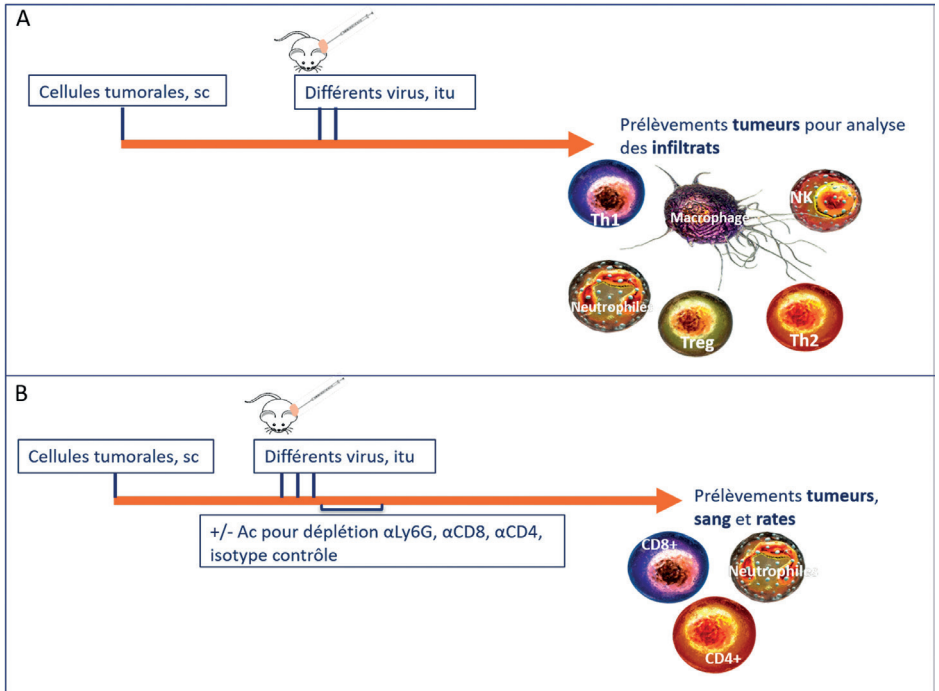 A
Cellules tumorales, sc
Différents virus, itu
Prélèvements tumeurs pour analyse
des infiltrats
Th1
Macrophage
NK
Neutrophiles
Treg
Th2
B
Cellules tumorales, sc
Différents virus, itu
+/- Ac pour déplétion αLy6G, αCD8, αCD4,
isotype contrôle
Prélèvements tumeurs,
sang et rates
CD8+
Neutrophiles
CD4+